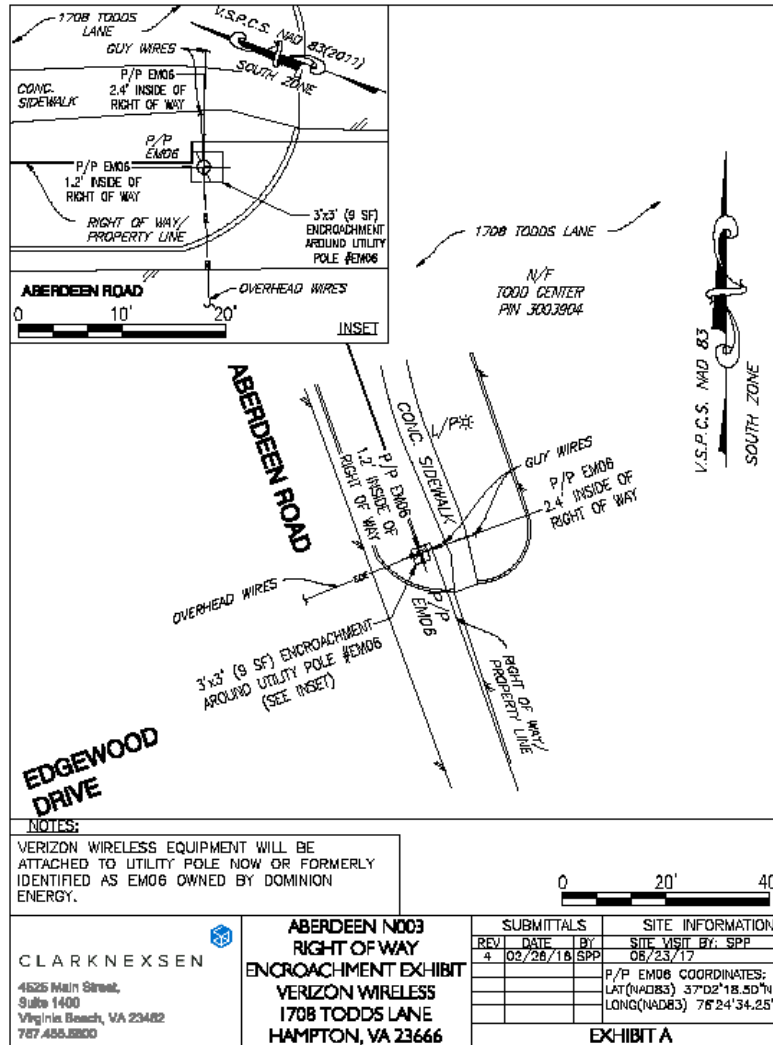 1708 TODDS
LANE
V.S.P.C.S. NAD 83(2011)
SOUTH ZONE
GUY WIRES
P/P EM06
2.4' INSIDE OF
RIGHT OF WAY
CONC.
SIDEWALK
P/P
EM06
P/P EM06
1.2' INSIDE OF
RIGHT OF WAY
RIGHT OF WAY/
PROPERTY LINE
3'x3' (9 SF)
ENCROACHMENT
AROUND UTILITY
POLE #EM06
ABERDEEN ROAD
OVERHEAD WIRES
0 10' 20'
INSET
1708 TODDS LANE
N/F
TODD CENTER
PIN 3003904
V.S.P.C.S. NAD 83
SOUTH ZONE
ABERDEEN ROAD
CONC. SIDEWALK
L/P
P/P EM06
1.2' INSIDE OF
RIGHT OF WAY
GUY WIRES
P/P EM06
2.4' INSIDE OF
RIGHT OF WAY
OVERHEAD WIRES
P/P
EM06
3'x3' (9 SF) ENCROACHMENT
AROUND UTILITY POLE #EM06
(SEE INSET)
RIGHT OF WAY/
PROPERTY LINE
EDGEWOOD
DRIVE
NOTES:
VERIZON WIRELESS EQUIPMENT WILL BE
ATTACHED TO UTILITY POLE NOW OR FORMERLY
IDENTIFIED AS EM06 OWNED BY DOMINION
ENERGY.
0 20' 40
CLARKNEXSEN
4525 Main Street,
Suite 1400
Virginia Beach, VA 23462
757.455.5800
ABERDEEN N003
RIGHT OF WAY
ENCROACHMENT EXHIBIT
VERIZON WIRELESS
1708 TODDS LANE
HAMPTON, VA 23666
SUBMITTALS
REV DATE BY
4 02/26/18 SPP
SITE INFORMATION
SITE VISIT BY: SPP
06/23/17
P/P EM06 COORDINATES:
LAT(NAD83) 37°02'18.50"N
LONG(NAD83) 76°24'34.25"
EXHIBIT A